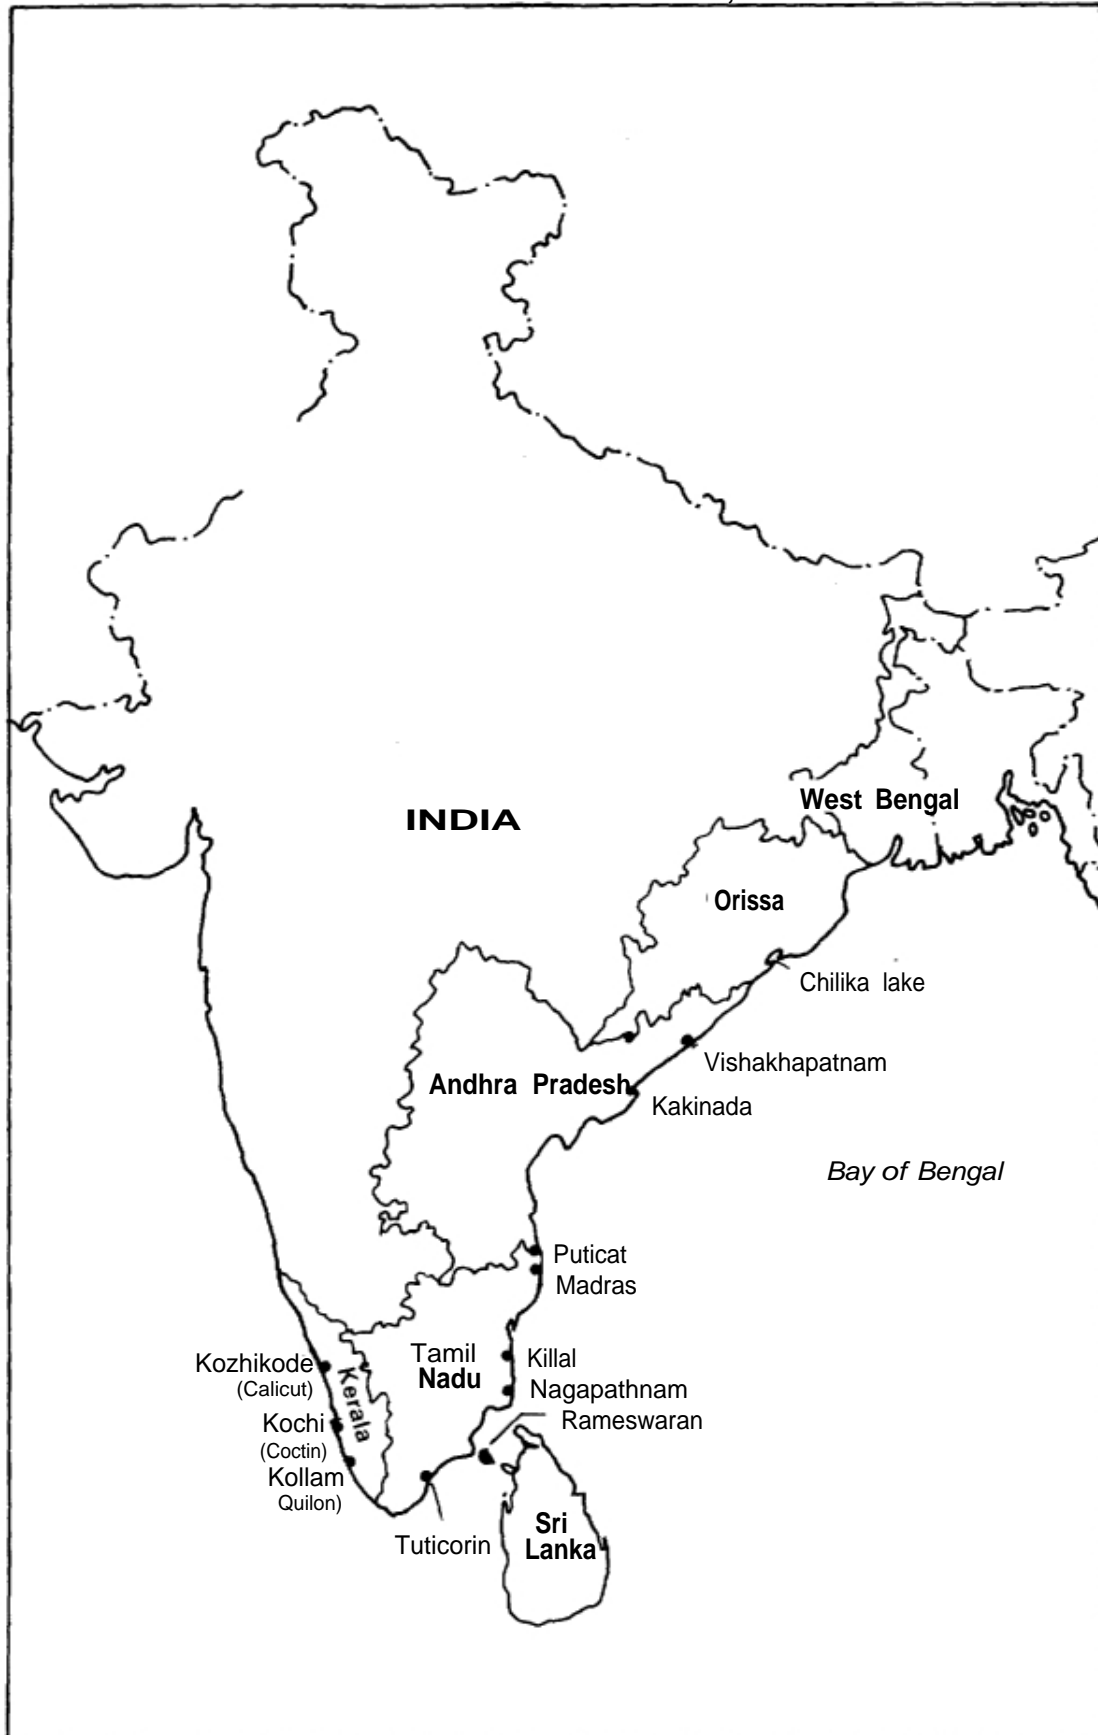 West Bengal
INDIA
Orissa
Chilika lake
Vishakhapatnam
Andhra Pradesh
Kakinada
Bay of Bengal
Puticat
Madras
Tamil
Nadu
Killal
Nagapathnam
Rameswaran
Kozhikode
(Calicut)
Kerala
Kochi
(Coctin)
Kollam
Quilon)
Tuticorin
Sri
Lanka